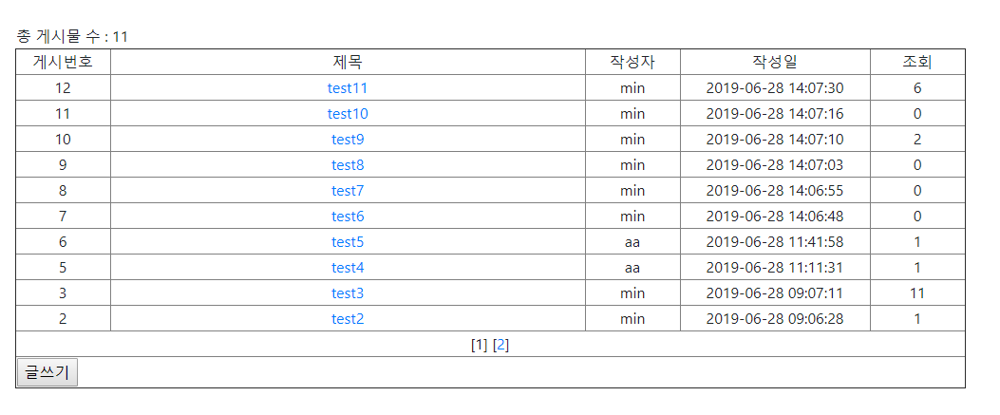 총 게시물 수 : 11
게시번호 제목 작성자 작성일 조회
12 test11 min 2019-06-28 14:07:30 6
11 test10 min 2019-06-28 14:07:16 0
10 test9 min 2019-06-28 14:07:10 2
9 test8 min 2019-06-28 14:07:03 0
8 test7 min 2019-06-28 14:06:55 0
7 test6 min 2019-06-28 14:06:48 0
6 test5 aa 2019-06-28 11:41:58 1
5 test4 aa 2019-06-28 11:11:31 1
3 test3 min 2019-06-28 09:07:11 11
2 test2 min 2019-06-28 09:06:28 1
[1] [2]
글쓰기